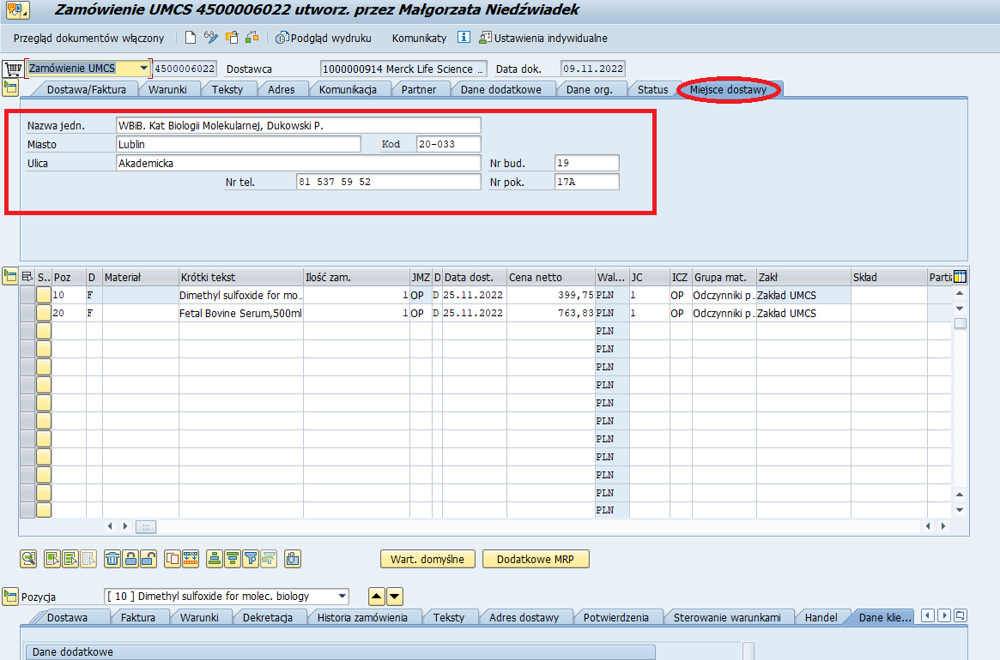 Zamówienie UMCS 4500006022 utworz. przez Małgorzata Niedźwiadek
Przegląd dokumentów włączony Podgląd wydruku Komunikaty Ustawienia indywidualne
Zamówienie UMCS 4500006022 Dostawca 1000000914 Merck Life Science ... Data dok. 09.11.2022
Dostawa/Faktura Warunki Teksty Adres Komunikacja Partner Dane dodatkowe Dane org. Status Miejsce dostawy
Nazwa jedn. WBiB. Kat Biologii Molekularnej, Dukowski P.
Miasto Lublin Kod 20-033
Ulica Akademicka Nr bud. 19
Nr tel. 81 537 59 52 Nr pok. 17A
S.. Poz D Materiał Krótki tekst Ilość zam. JMZ D Data dost. Cena netto Wal... JC ICZ Grupa mat. Zakł Skład Parti
10 F Dimethyl sulfoxide for mo.. 1 OP D 25.11.2022 399,75 PLN 1 OP Odczynniki p.. Zakład UMCS
20 F Fetal Bovine Serum,500ml 1 OP D 25.11.2022 763,83 PLN 1 OP Odczynniki p.. Zakład UMCS
PLN
PLN
PLN
PLN
PLN
PLN
PLN
PLN
PLN
PLN
PLN
Wart. domyślne Dodatkowe MRP
Pozycja [ 10 ] Dimethyl sulfoxide for molec. biology
Dostawa Faktura Warunki Dekretacja Historia zamówienia Teksty Adres dostawy Potwierdzenia Sterowanie warunkami Handel Dane klie...
Dane dodatkowe